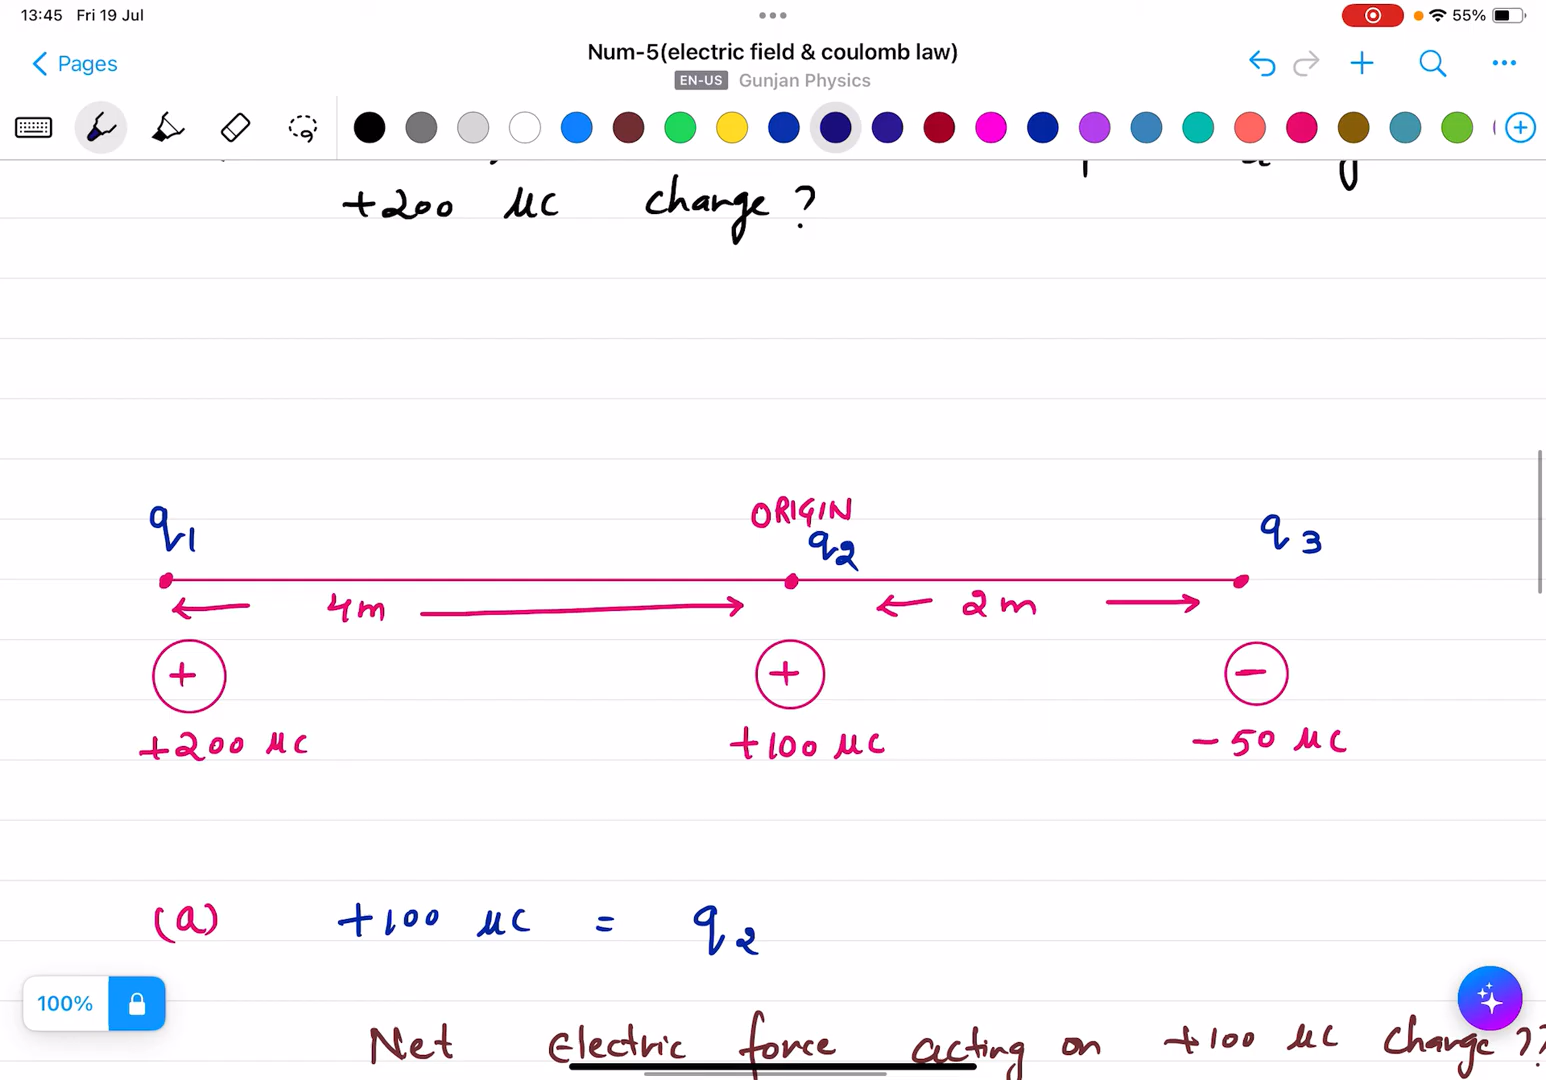 13:45 Fri 19 Jul
55%
Pages
Num-5(electric field & coulomb law)
EN-US Gunjan Physics
+200 μC charge?
ORIGIN
q1 q2 q3
4m 2m
+ + -
+200 μC +100 μC -50 μC
(a) +100 μC = q2
100%
Net Electric force acting on +100 μC charge??